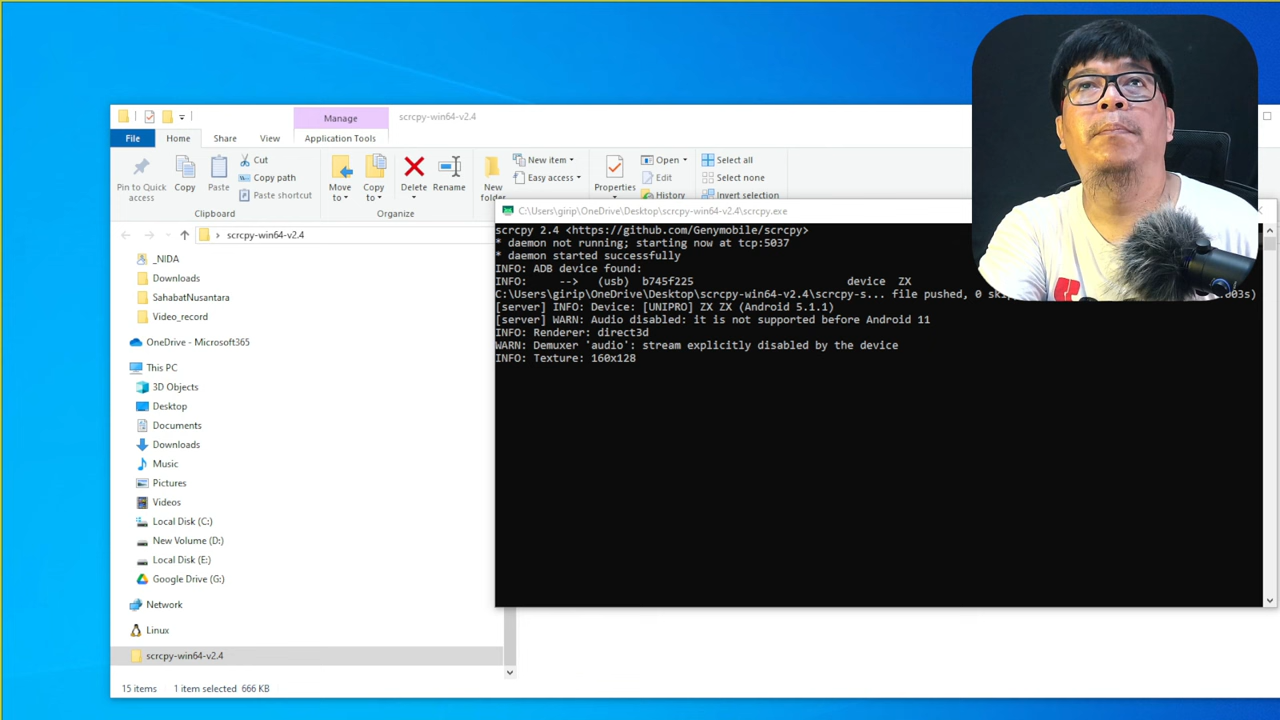 Manage
scrcpy-win64-v2.4
File
Home
Share
View
Application Tools
Pin to Quick
access
Copy
Paste
Cut
Copy path
Paste shortcut
Clipboard
Move
to
Copy
to
Delete
Rename
Organize
New
folder
New item
Easy access
Properties
Open
Edit
History
Select all
Select none
Invert selection
scrcpy-win64-v2.4
_NIDA
Downloads
SahabatNusantara
Video_record
OneDrive - Microsoft365
This PC
3D Objects
Desktop
Documents
Downloads
Music
Pictures
Videos
Local Disk (C:)
New Volume (D:)
Local Disk (E:)
Google Drive (G:)
Network
Linux
scrcpy-win64-v2.4
15 items 1 item selected 666 KB
C:\Users\girip\OneDrive\Desktop\scrcpy-win64-v2.4\scrcpy.exe
scrcpy 2.4 <https://github.com/Genymobile/scrcpy>
* daemon not running; starting now at tcp:5037
* daemon started successfully
INFO: ADB device found:
INFO: --> (usb) b745f225 device ZX
C:\Users\girip\OneDrive\Desktop\scrcpy-win64-v2.4\scrcpy-s... file pushed, 0 003s)
[server] INFO: Device: [UNIPRO] ZX ZX (Android 5.1.1)
[server] WARN: Audio disabled: it is not supported before Android 11
INFO: Renderer: direct3d
WARN: Demuxer 'audio': stream explicitly disabled by the device
INFO: Texture: 160x128